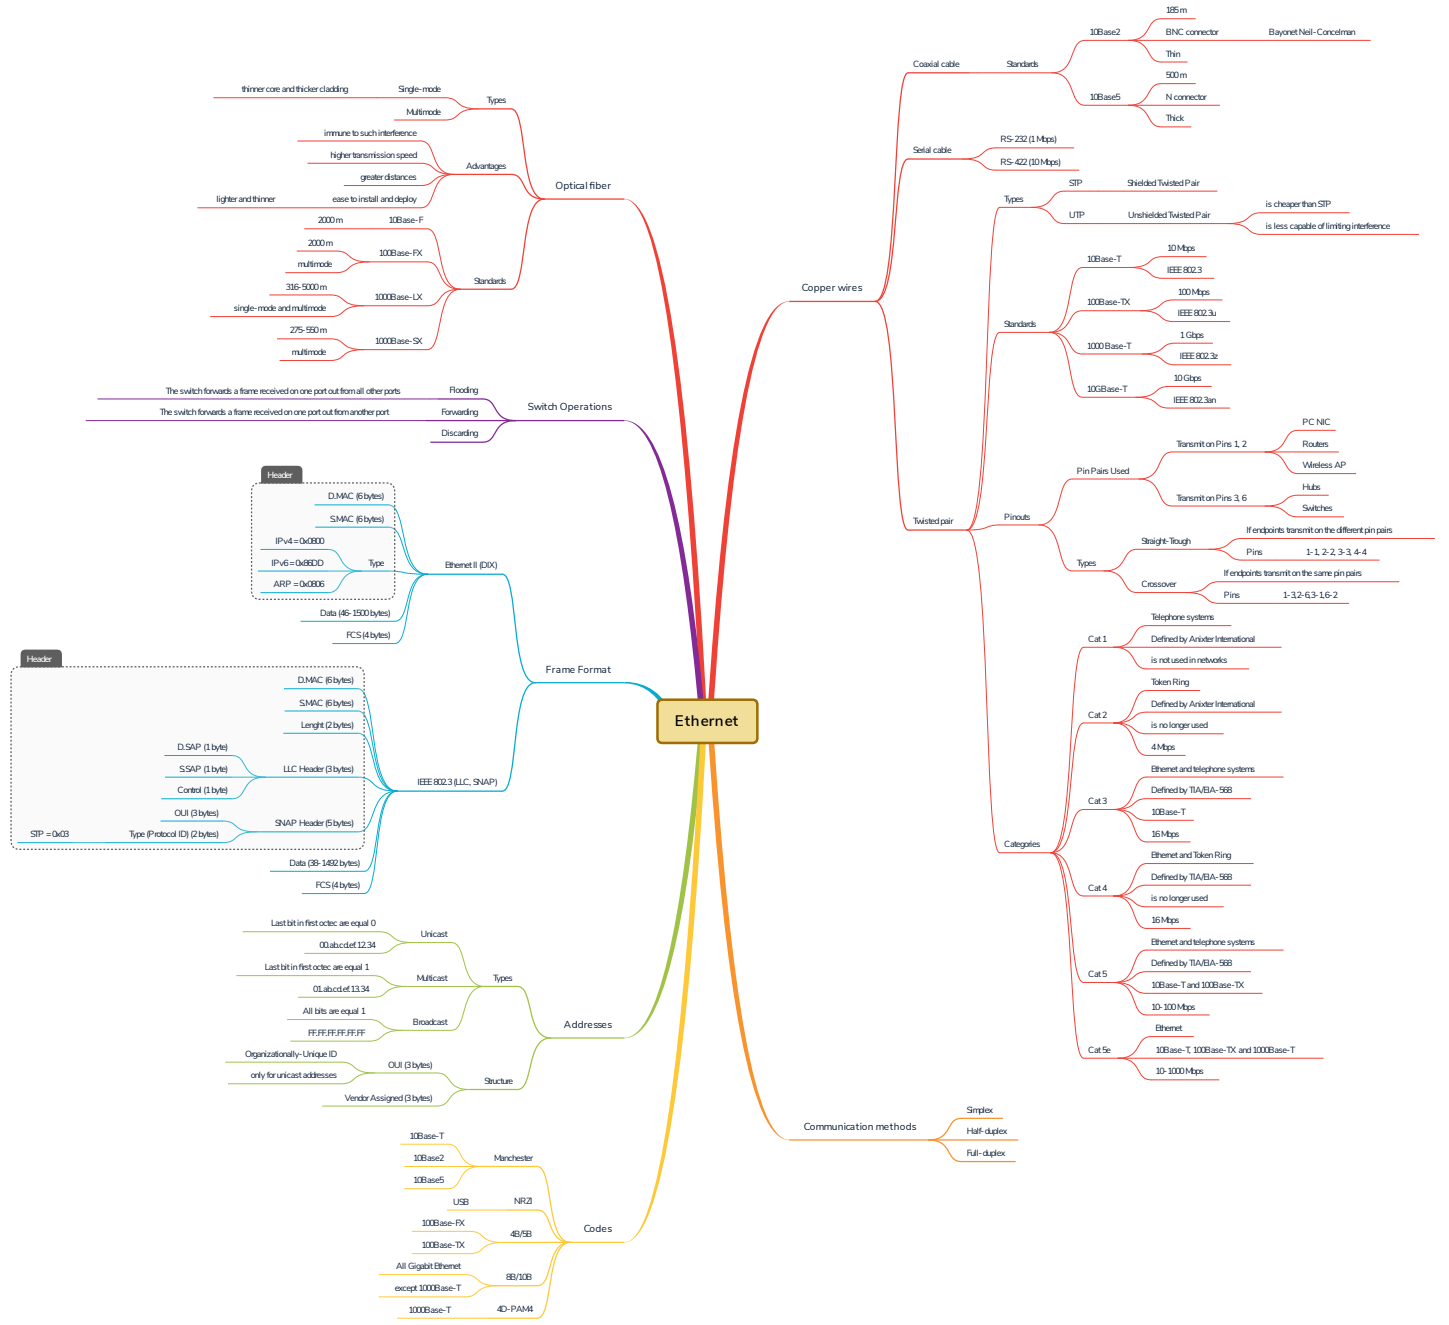 Ethernet
Copper wires
Coaxial cable
Standards
10Base2
185 m
BNC connector
Bayonet Neil-Concelman
Thin
10Base5
500 m
N connector
Thick
Serial cable
RS-232 (1 Mbps)
RS-422 (10 Mbps)
Twisted pair
Types
STP
Shielded Twisted Pair
UTP
Unshielded Twisted Pair
is cheaper than STP
is less capable of limiting interference
Standards
10Base-T
10 Mbps
IEEE 802.3
100Base-TX
100 Mbps
IEEE 802.3u
1000 Base-T
1 Gbps
IEEE 802.3z
10GBase-T
10 Gbps
IEEE 802.3an
Pinouts
Pin Pairs Used
Transmit on Pins 1, 2
PC NIC
Routers
Wireless AP
Transmit on Pins 3, 6
Hubs
Switches
Types
Straight-Trough
If endpoints transmit on the different pin pairs
Pins
1-1, 2-2, 3-3, 4-4
Crossover
If endpoints transmit on the same pin pairs
Pins
1-3,2-6,3-1,6-2
Categories
Cat 1
Telephone systems
Defined by Anixter International
is not used in networks
Cat 2
Token Ring
Defined by Anixter International
is no longer used
4 Mbps
Cat 3
Ethernet and telephone systems
Defined by TIA/EIA-568
10Base-T
16 Mbps
Cat 4
Ethernet and Token Ring
Defined by TIA/EIA-568
is no longer used
16 Mbps
Cat 5
Ethernet and telephone systems
Defined by TIA/EIA-568
10Base-T and 100Base-TX
10-100 Mbps
Cat 5e
Ethernet
10Base-T, 100Base-TX and 1000Base-T
10-1000 Mbps
Communication methods
Simplex
Half-duplex
Full-duplex
Optical fiber
Types
Single-mode
thinner core and thicker cladding
Multimode
Advantages
immune to such interference
higher transmission speed
greater distances
ease to install and deploy
lighter and thinner
Standards
10Base-F
2000 m
100Base-FX
2000 m
multimode
1000Base-LX
316-5000 m
single-mode and multimode
1000Base-SX
275-550 m
multimode
Switch Operations
Flooding
The switch forwards a frame received on one port out from all other ports
Forwarding
The switch forwards a frame received on one port out from another port
Discarding
Frame Format
Ethernet II (DIX)
Header
D.MAC (6 bytes)
S.MAC (6 bytes)
Type
IPv4 = 0x0800
IPv6 = 0x86DD
ARP = 0x0806
Data (46-1500 bytes)
FCS (4 bytes)
IEEE 802.3 (LLC, SNAP)
Header
D.MAC (6 bytes)
S.MAC (6 bytes)
Lenght (2 bytes)
LLC Header (3 bytes)
D.SAP (1 byte)
S.SAP (1 byte)
Control (1 byte)
SNAP Header (5 bytes)
OUI (3 bytes)
Type (Protocol ID) (2 bytes)
STP = 0x03
Data (38-1492 bytes)
FCS (4 bytes)
Addresses
Types
Unicast
Last bit in first octec are equal 0
00.ab.cd.ef.12.34
Multicast
Last bit in first octec are equal 1
01.ab.cd.ef.13.34
Broadcast
All bits are equal 1
FF.FF.FF.FF.FF.FF
Structure
OUI (3 bytes)
Organizationally-Unique ID
only for unicast addresses
Vendor Assigned (3 bytes)
Codes
Manchester
10Base-T
10Base2
10Base5
NRZI
USB
4B/5B
100Base-FX
100Base-TX
8B/10B
All Gigabit Ethernet
except 1000Base-T
4D-PAM4
1000Base-T